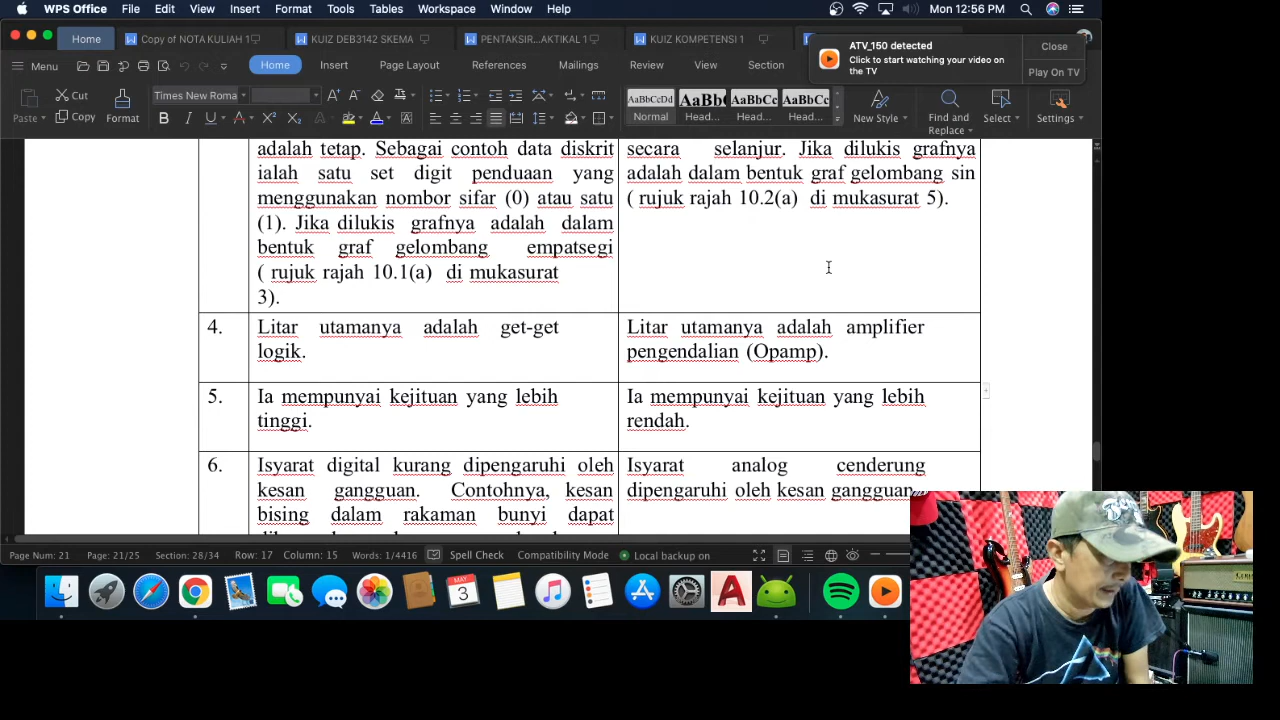 WPS Office File Edit View Insert Format Tools Tables Workspace Window Help Mon 12:56 PM
Home Copy of NOTA KULIAH 1 KUIZ DEB3142 SKEMA PENTAKSIR...AKTIKAL 1 KUIZ KOMPETENSI 1
ATV_150 detected
Click to start watching your video on
the TV
Close
Play On TV
Menu Home Insert Page Layout References Mailings Review View Section
Paste Cut Copy Format Times New Roma B I U A X² X₂ AaBbCcDd Normal AaBb Head... AaBbCc Head... AaBbCc Head... New Style Find and Replace Select Settings
adalah tetap. Sebagai contoh data diskrit
ialah satu set digit penduaan yang
menggunakan nombor sifar (0) atau satu
(1). Jika dilukis grafnya adalah dalam
bentuk graf gelombang empatsegi
( rujuk rajah 10.1(a) di mukasurat
3).
secara selanjur. Jika dilukis grafnya
adalah dalam bentuk graf gelombang sin
( rujuk rajah 10.2(a) di mukasurat 5).
4.
Litar utamanya adalah get-get
logik.
Litar utamanya adalah amplifier
pengendalian (Opamp).
5.
Ia mempunyai kejituan yang lebih
tinggi.
Ia mempunyai kejituan yang lebih
rendah.
6.
Isyarat digital kurang dipengaruhi oleh
kesan gangguan. Contohnya, kesan
bising dalam rakaman bunyi dapat
Isyarat analog cenderung
dipengaruhi oleh kesan gangguan.
Page Num: 21 Page: 21/25 Section: 28/34 Row: 17 Column: 15 Words: 1/4416 Spell Check Compatibility Mode Local backup on
MAY
3